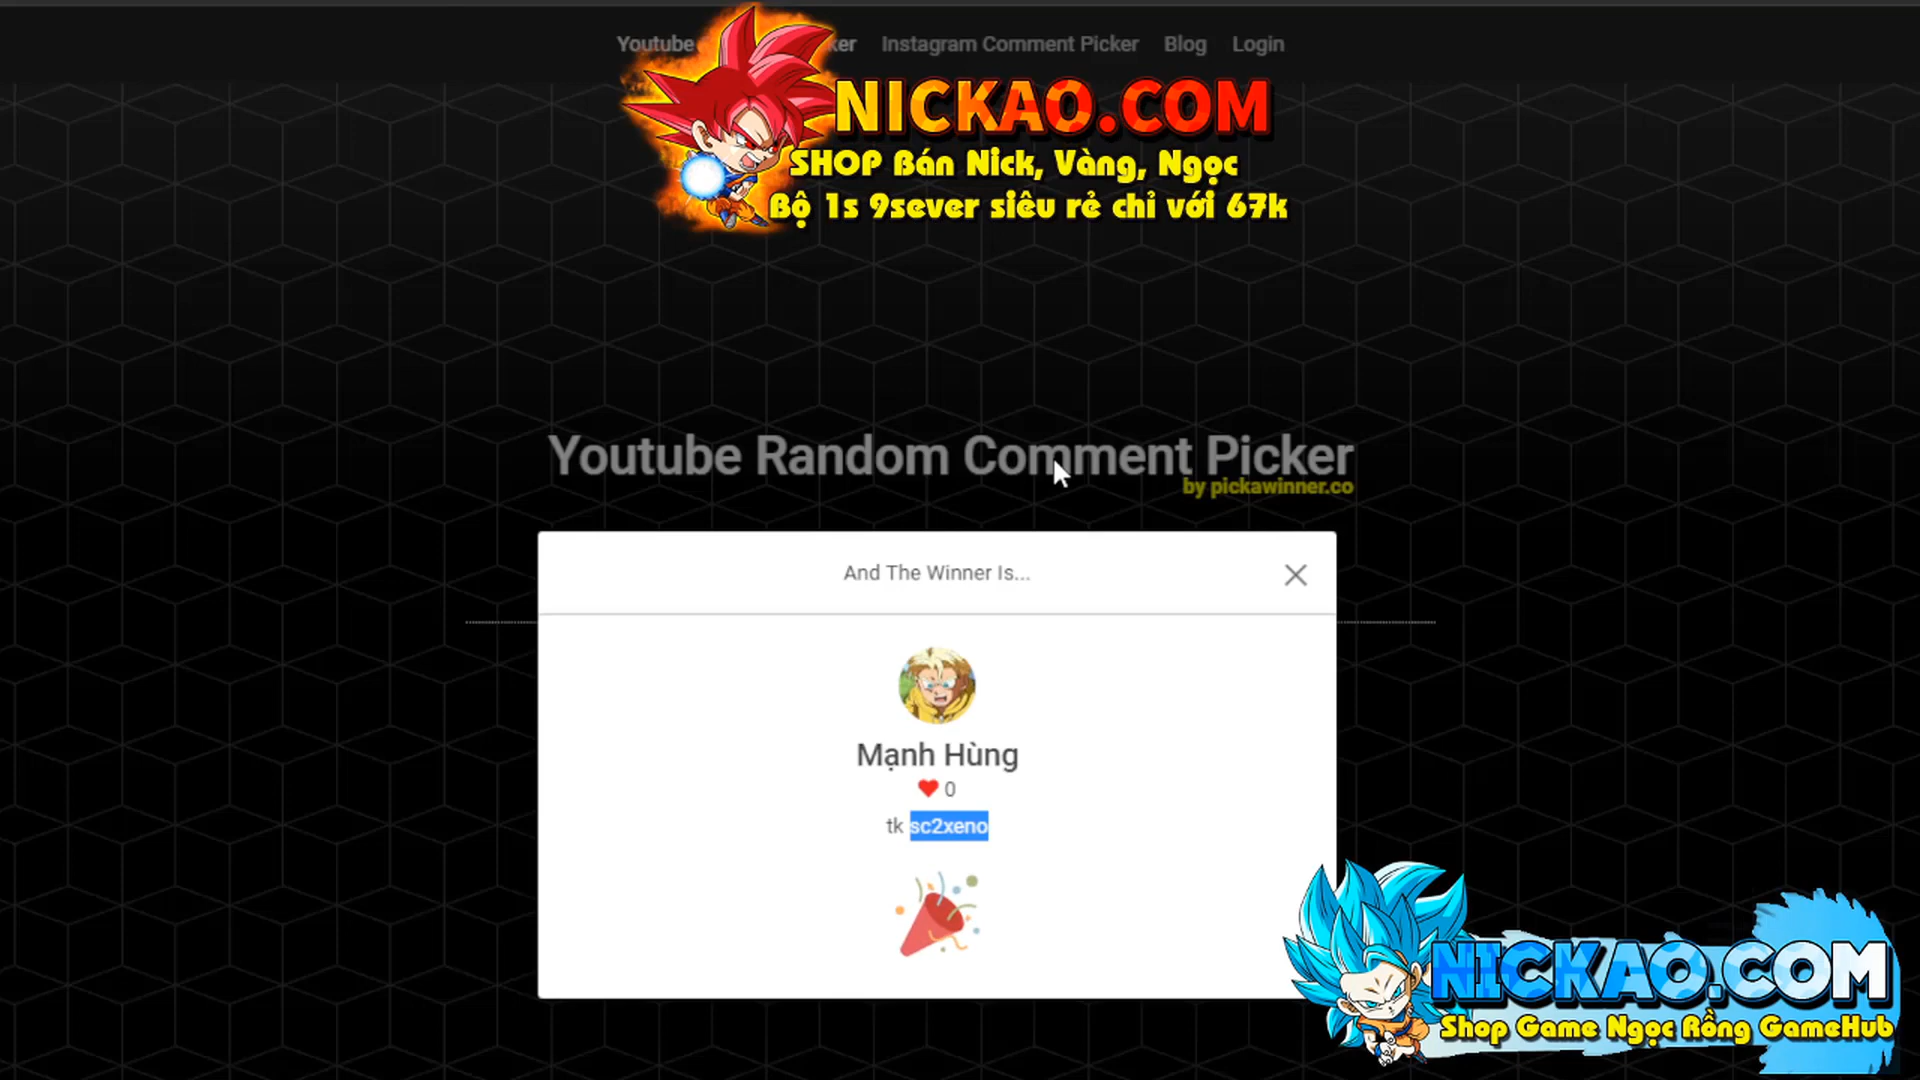 Youtube ker Instagram Comment Picker Blog Login
NICKAO.COM
SHOP Bán Nick, Vàng, Ngọc
Bộ 1s 9sever siêu rẻ chỉ với 67k
Youtube Random Comment Picker
by pickawinner.co
And The Winner Is...
Mạnh Hùng
0
tk sc2xeno
NICKAO.COM
Shop Game Ngọc Rồng GameHub